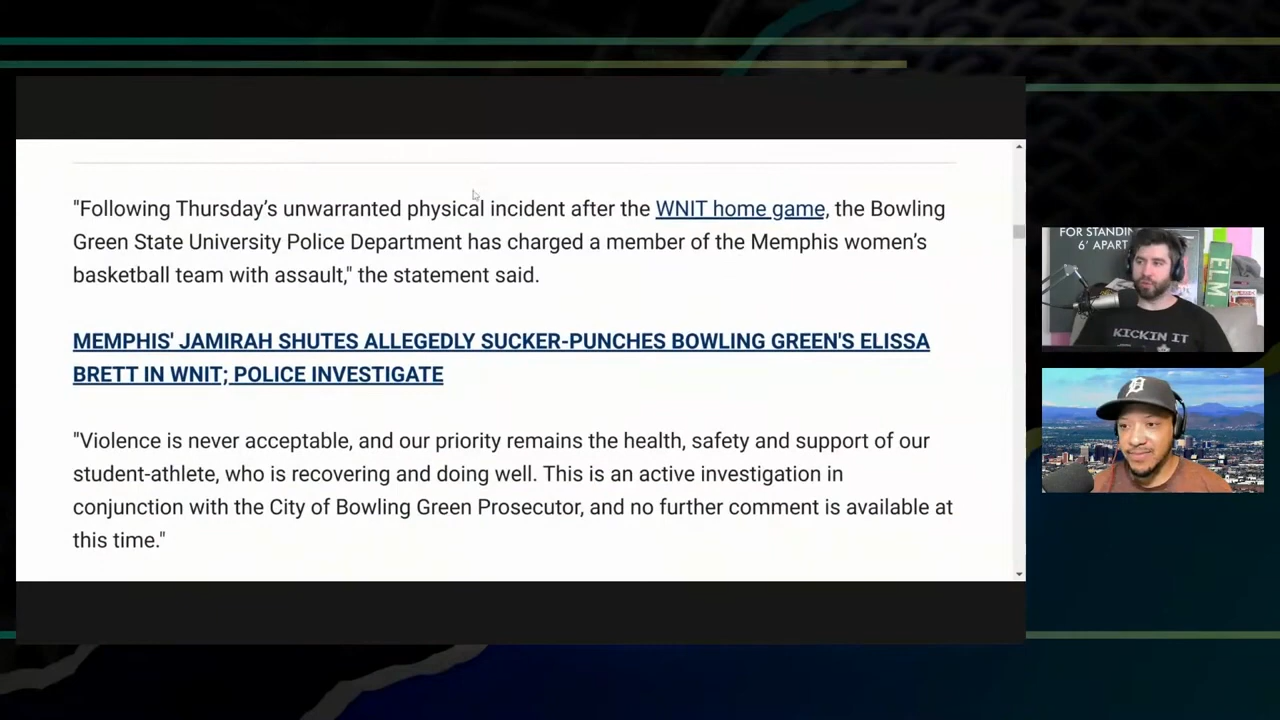 "Following Thursday’s unwarranted physical incident after the WNIT home game, the Bowling
Green State University Police Department has charged a member of the Memphis women’s
basketball team with assault," the statement said.
MEMPHIS' JAMIRAH SHUTES ALLEGEDLY SUCKER-PUNCHES BOWLING GREEN'S ELISSA
BRETT IN WNIT; POLICE INVESTIGATE
"Violence is never acceptable, and our priority remains the health, safety and support of our
student-athlete, who is recovering and doing well. This is an active investigation in
conjunction with the City of Bowling Green Prosecutor, and no further comment is available at
this time."
FOR STANDING
6' APART
ELM
KICKIN IT
D